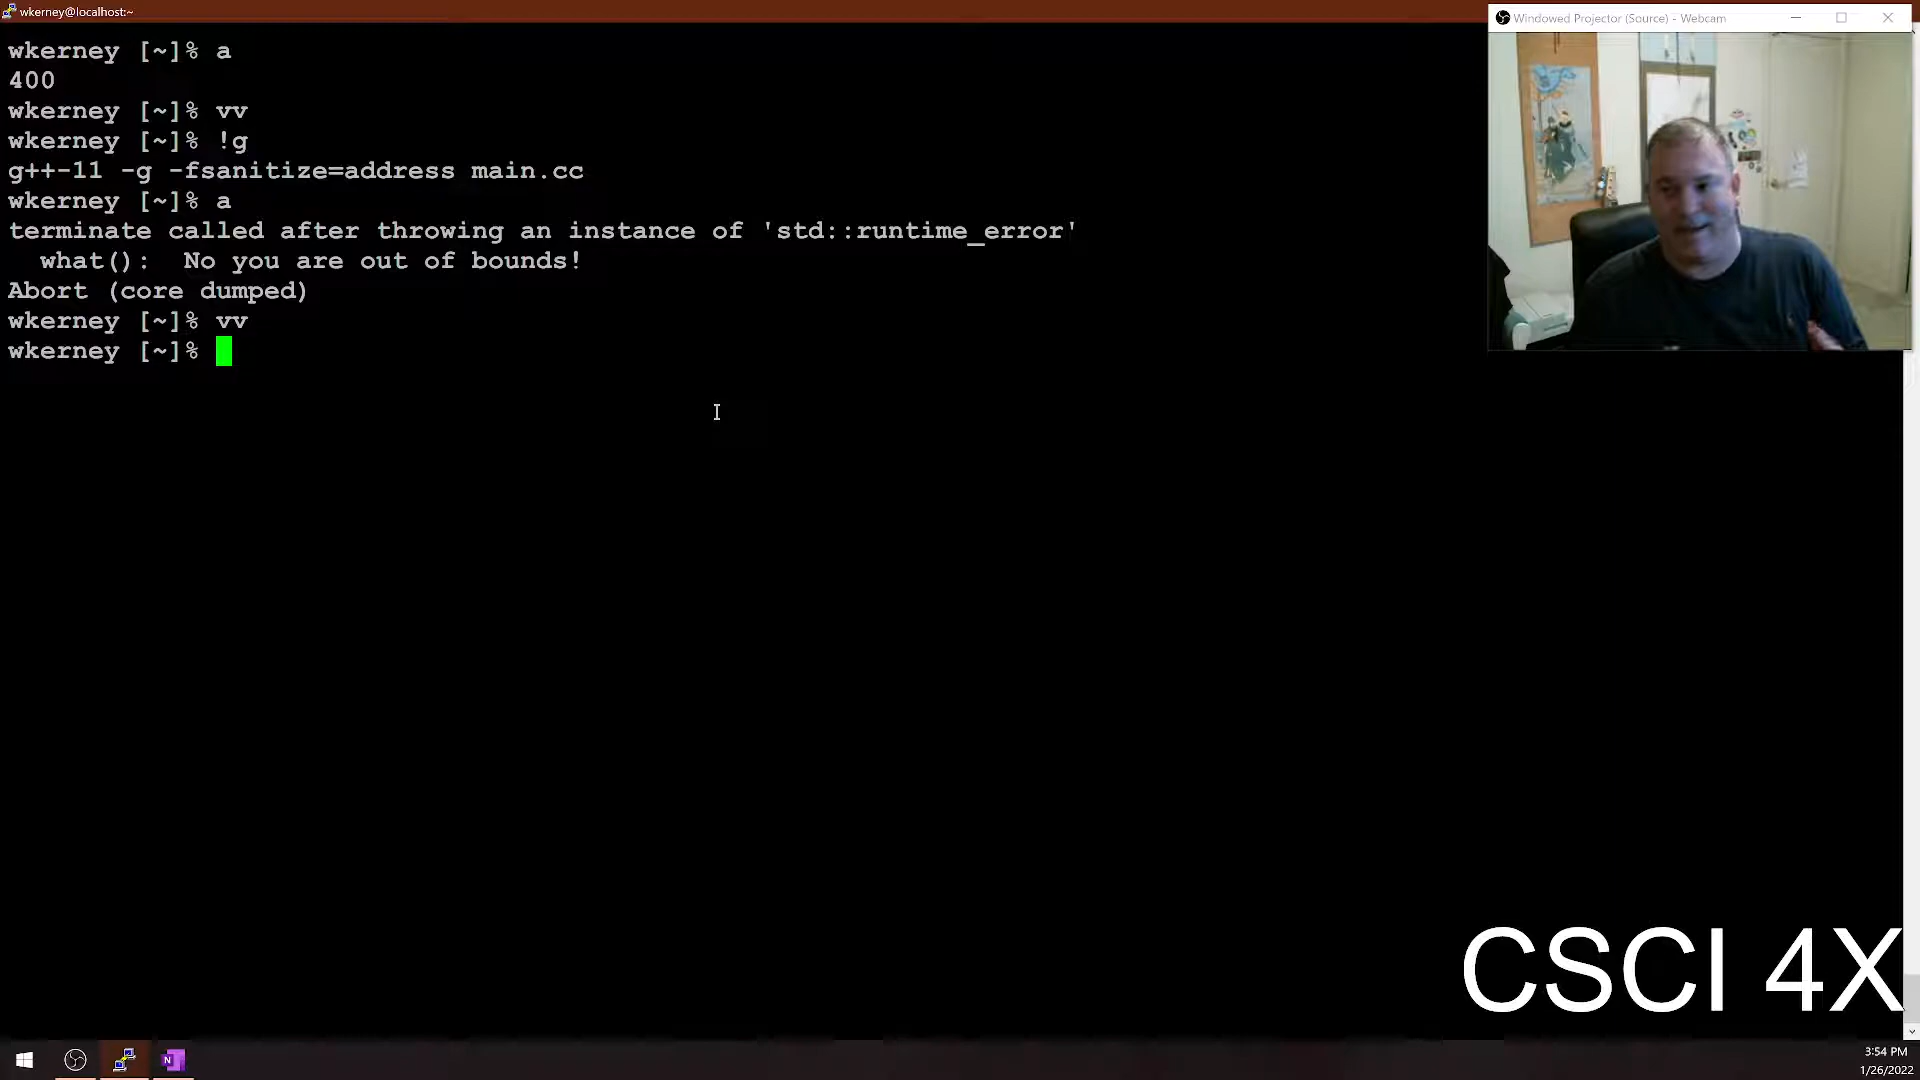 wkerney@localhost:~
Windowed Projector (Source) - Webcam
wkerney [~]% a
400
wkerney [~]% vv
wkerney [~]% !g
g++-11 -g -fsanitize=address main.cc
wkerney [~]% a
terminate called after throwing an instance of 'std::runtime_error'
what():  No you are out of bounds!
Abort (core dumped)
wkerney [~]% vv
wkerney [~]%
CSCI 4X
N
3:54 PM
1/26/2022